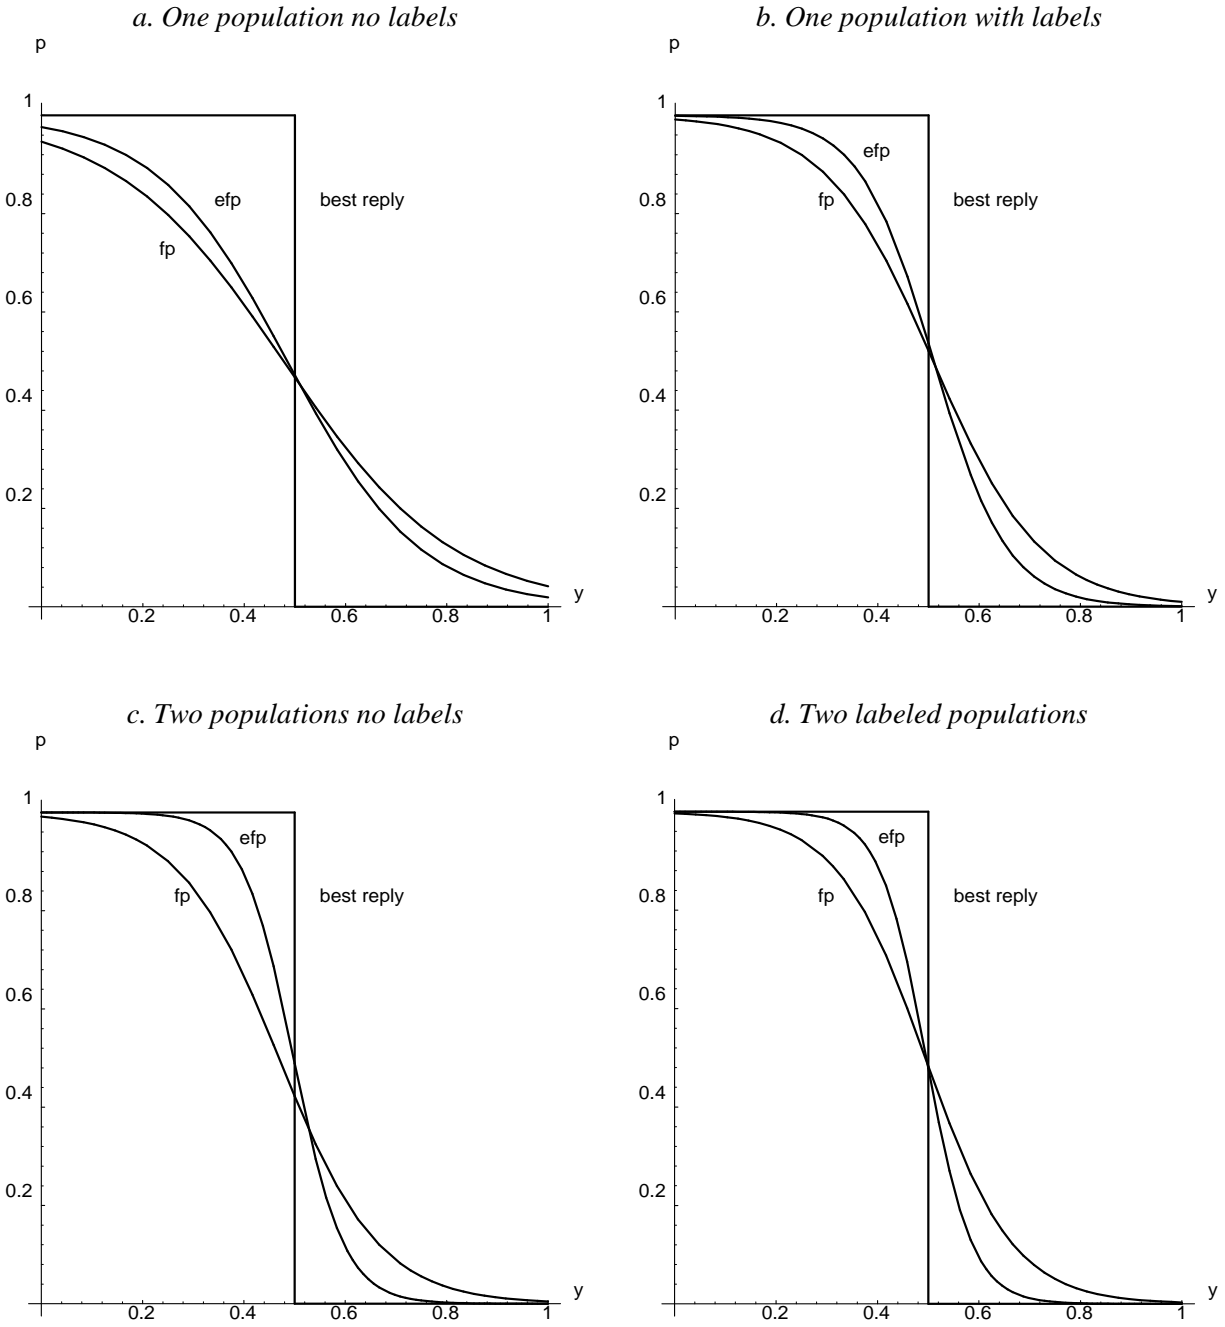 a. One population no labels
p
1
0.8
0.6
0.4
0.2
efp
fp
best reply
0.2
0.4
0.6
0.8
1
y
b. One population with labels
p
1
0.8
0.6
0.4
0.2
efp
fp
best reply
0.2
0.4
0.6
0.8
1
y
c. Two populations no labels
p
1
0.8
0.6
0.4
0.2
efp
fp
best reply
0.2
0.4
0.6
0.8
1
y
d. Two labeled populations
p
1
0.8
0.6
0.4
0.2
efp
fp
best reply
0.2
0.4
0.6
0.8
1
y